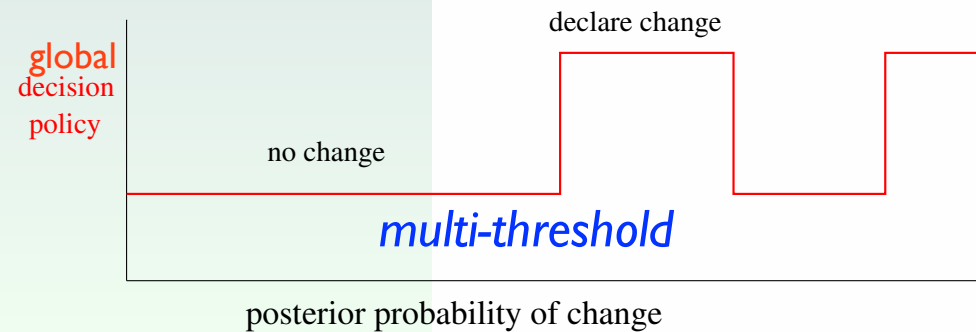 declare change
global
decision
policy
no change
multi-threshold
posterior probability of change